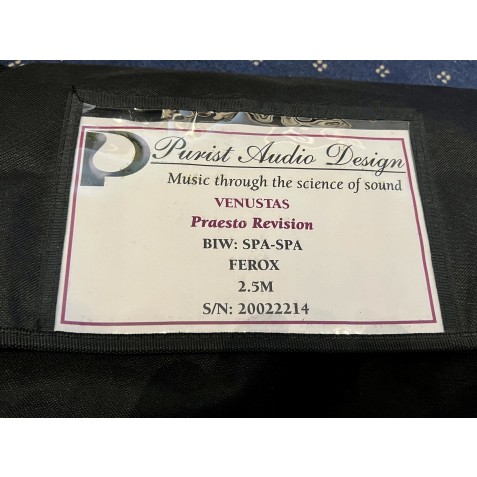 P Purist Audio Design
Music through the science of sound
VENUSTAS
Praesto Revision
BIW: SPA-SPA
FEROX
2.5M
S/N: 20022214